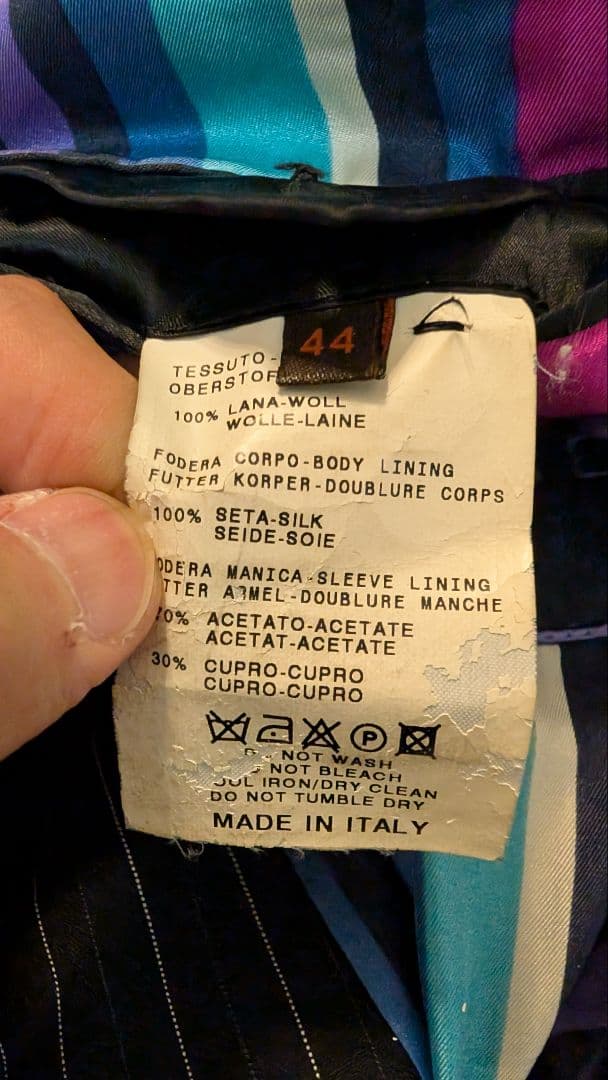 44
TESSUTO-
OBERSTOF
100% LANA-WOLL
WOLLE-LAINE
FODERA CORPO-BODY LINING
FUTTER KORPER-DOUBLURE CORPS
100% SETA-SILK
SEIDE-SOIE
MANICA-SLEEVE LINING
ARMEL-DOUBLURE MANCHE
ACETATO-ACETATE
ACETAT-ACETATE
30% CUPRO-CUPRO
CUPRO-CUPRO
P
NOT WASH
NOT BLEACH
IRON/DRY CLEAN
DO NOT TUMBLE DRY
MADE IN ITALY